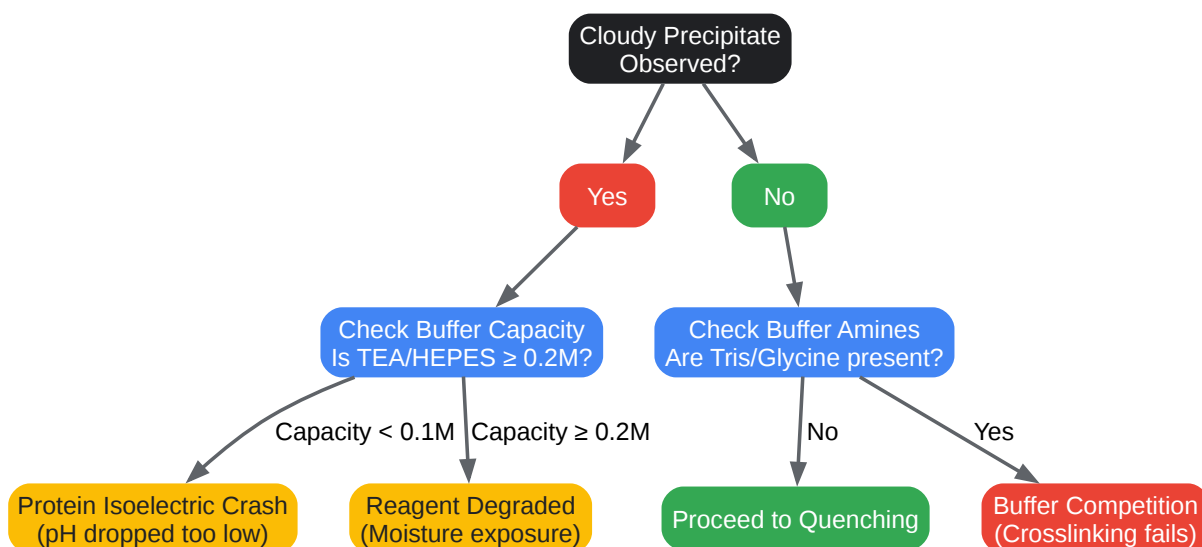 Cloudy Precipitate
Observed?
Yes
No
Check Buffer Capacity
Is TEA/HEPES ≥ 0.2M?
Check Buffer Amines
Are Tris/Glycine present?
Capacity < 0.1M
Capacity ≥ 0.2M
No
Yes
Protein Isoelectric Crash
(pH dropped too low)
Reagent Degraded
(Moisture exposure)
Proceed to Quenching
Buffer Competition
(Crosslinking fails)